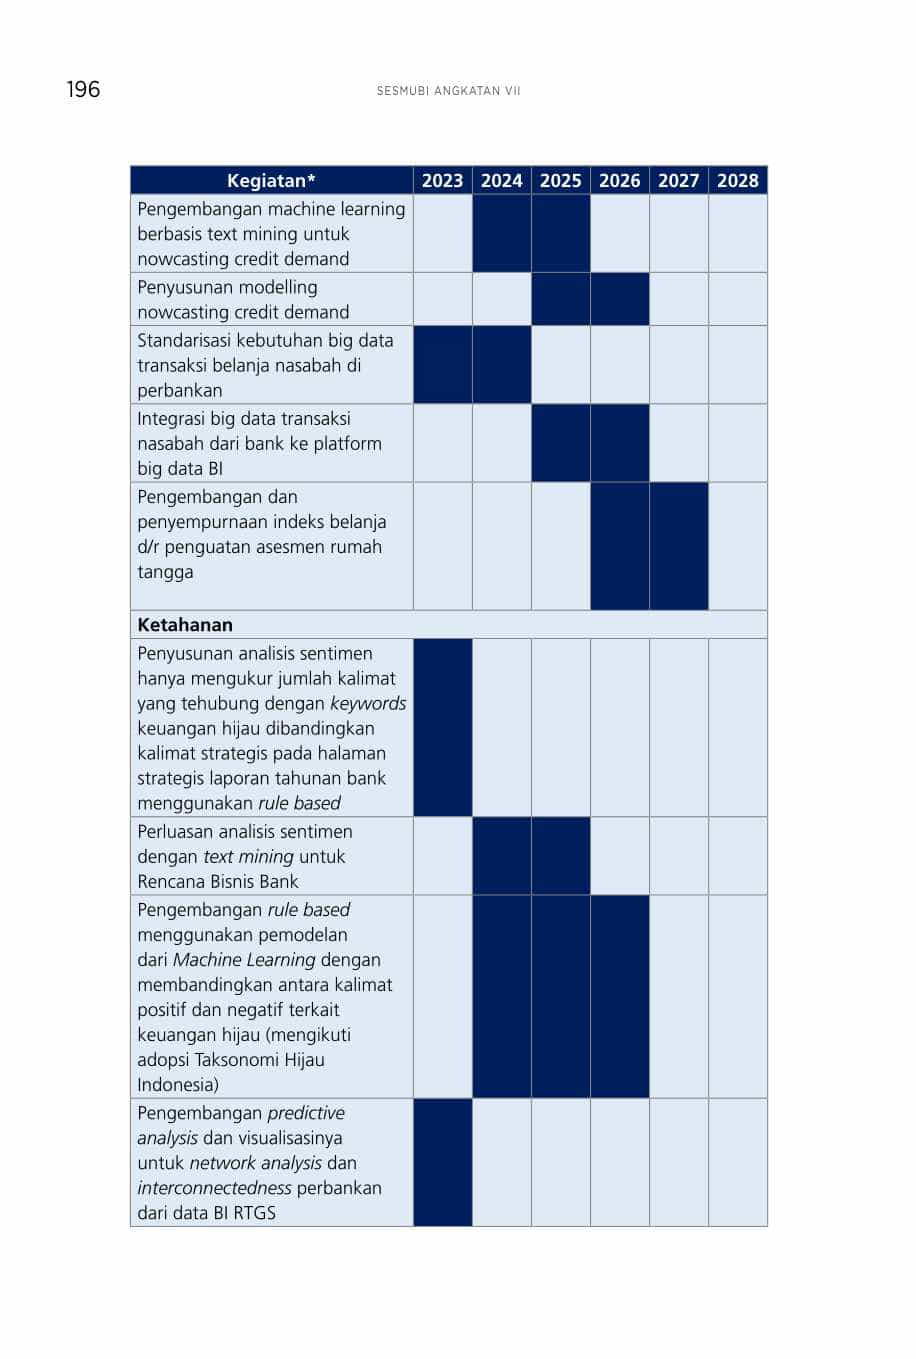 196
SESMUBI ANGKATAN VII
Kegiatan* 2023 2024 2025 2026 2027 2028
Pengembangan machine learning
berbasis text mining untuk
nowcasting credit demand
Penyusunan modelling
nowcasting credit demand
Standarisasi kebutuhan big data
transaksi belanja nasabah di
perbankan
Integrasi big data transaksi
nasabah dari bank ke platform
big data BI
Pengembangan dan
penyempurnaan indeks belanja
d/r penguatan asesmen rumah
tangga
Ketahanan
Penyusunan analisis sentimen
hanya mengukur jumlah kalimat
yang tehubung dengan keywords
keuangan hijau dibandingkan
kalimat strategis pada halaman
strategis laporan tahunan bank
menggunakan rule based
Perluasan analisis sentimen
dengan text mining untuk
Rencana Bisnis Bank
Pengembangan rule based
menggunakan pemodelan
dari Machine Learning dengan
membandingkan antara kalimat
positif dan negatif terkait
keuangan hijau (mengikuti
adopsi Taksonomi Hijau
Indonesia)
Pengembangan predictive
analysis dan visualisasinya
untuk network analysis dan
interconnectedness perbankan
dari data BI RTGS